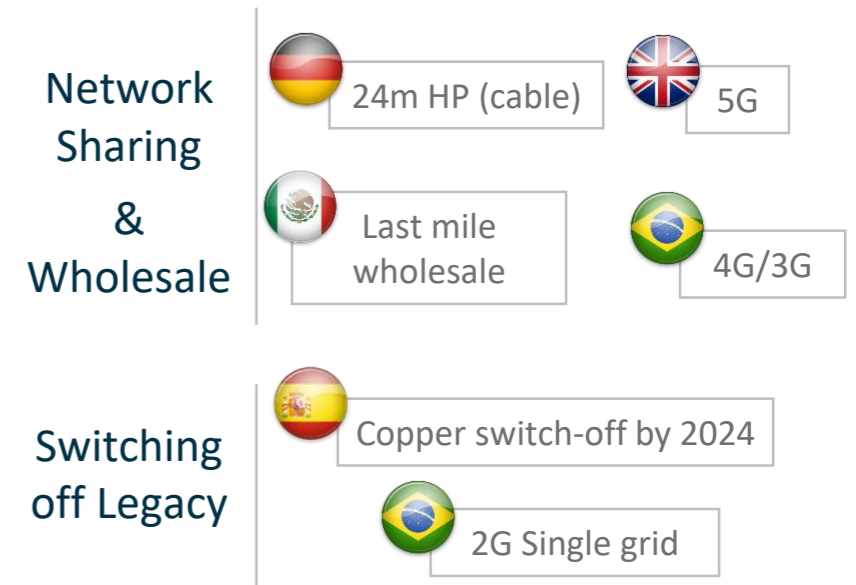 Network
Sharing
&
Wholesale
24m HP (cable)
5G
Last mile
wholesale
4G/3G
Switching
off Legacy
Copper switch-off by 2024
2G Single grid